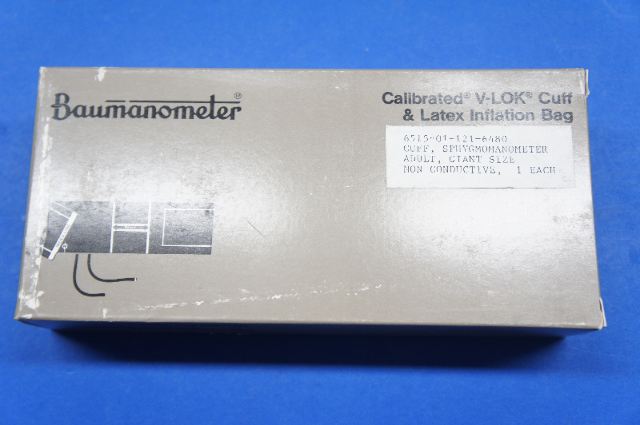 Baumanometer®
Calibrated® V-LOK® Cuff
& Latex Inflation Bag
6515-01-121-6480
CUFF, SPHYGMOMANOMETER
ADULT, GIANT SIZE
NON CONDUCTIVE, 1 EACH